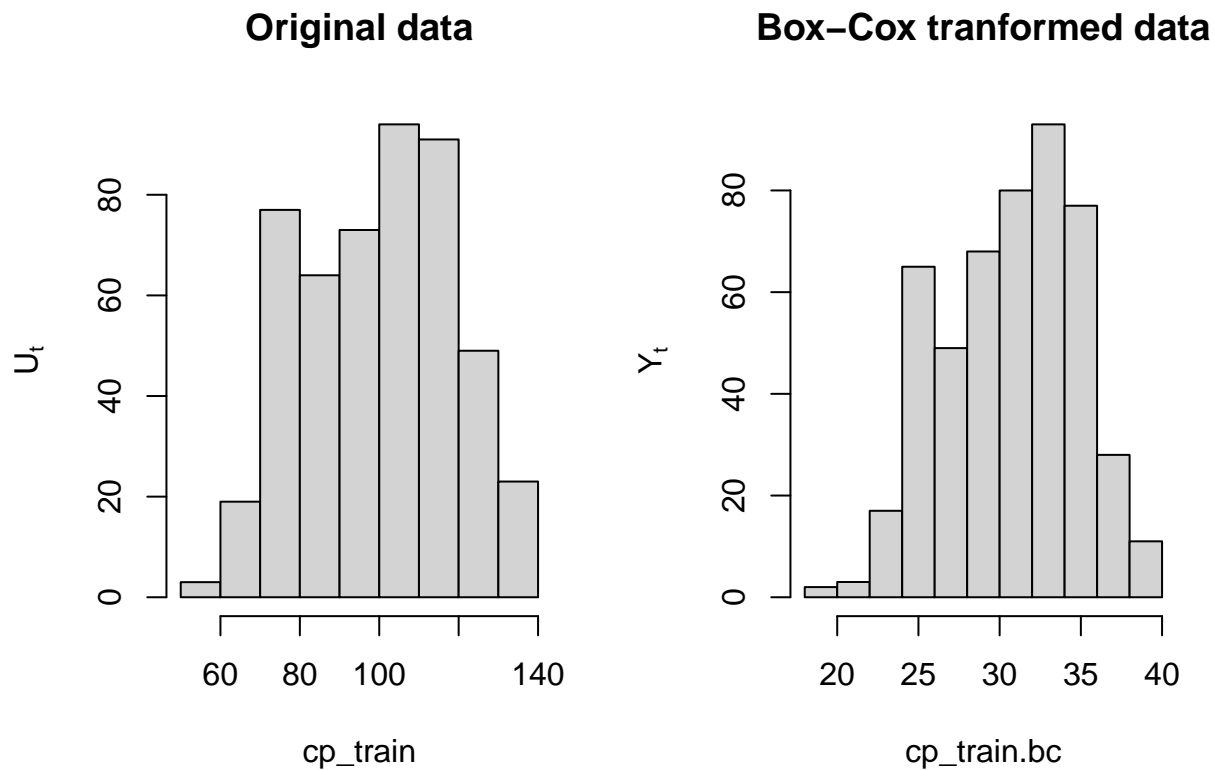 Original data
U_t
0 20 40 60 80
60 80 100 140
cp_train
Box−Cox tranformed data
Y_t
0 20 40 60 80
20 25 30 35 40
cp_train.bc